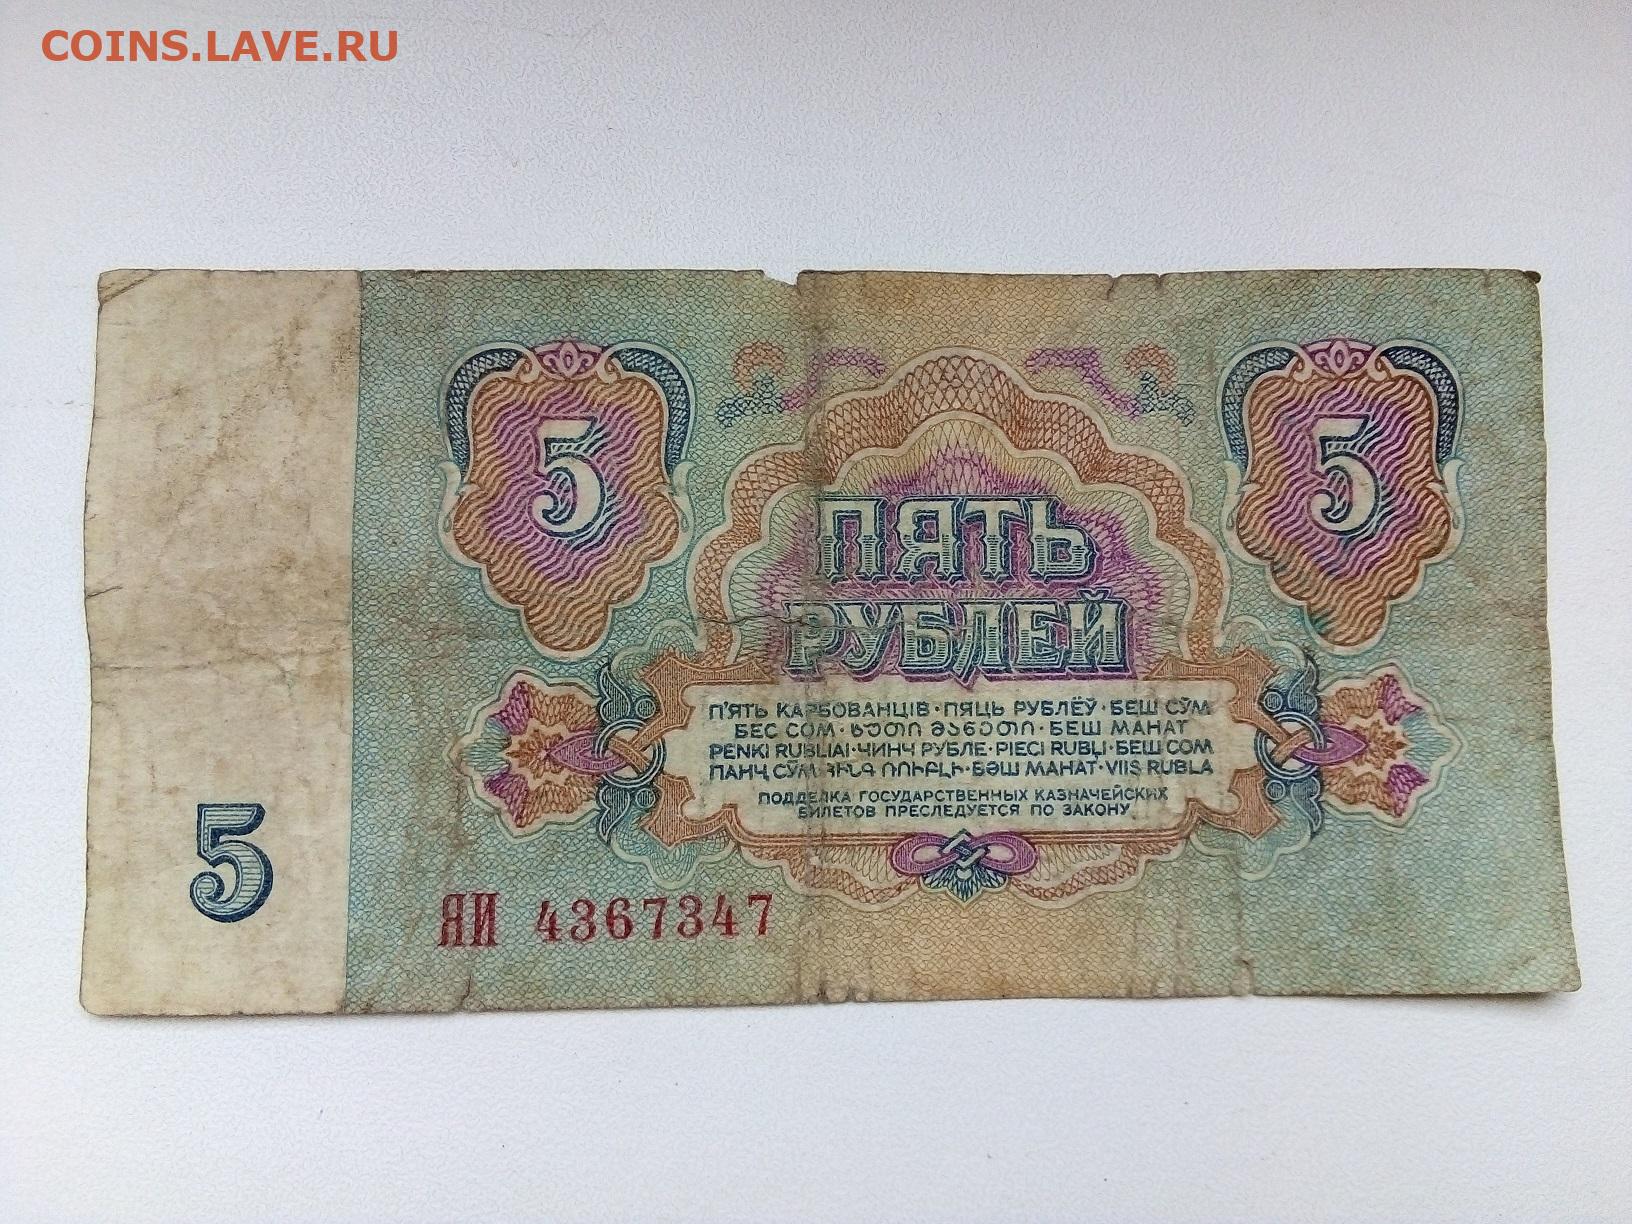 COINS.LAVE.RU
5 5
ПЯТЬ
РУБЛЕЙ
П'ЯТЬ КАРБОВАНЦІВ · ПЯЦЬ РУБЛЁЎ · БЕШ СЎМ
БЕС СОМ · ხუთი მანეთი · БЕШ МАНАТ
PENKI RUBLIAI · ЧИНЧ РУБЛЕ · PIECI RUBĻI · БЕШ СОМ
ПАНҶ СӮМ · ՀԻՆԳ ՌՈՒԲԼԻ · БӘШ МАНАТ · VIIS RUBLA
ПОДДЕЛКА ГОСУДАРСТВЕННЫХ КАЗНАЧЕЙСКИХ
БИЛЕТОВ ПРЕСЛЕДУЕТСЯ ПО ЗАКОНУ
5
ЯИ 4367347